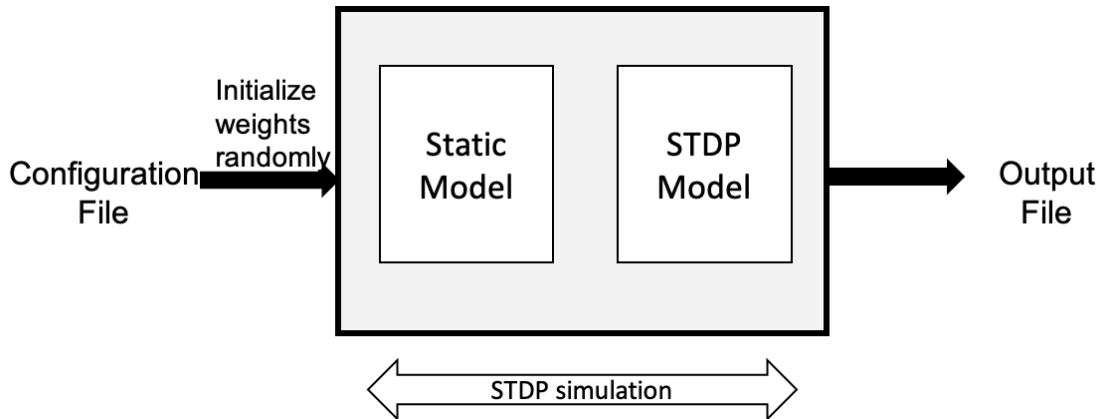 Initialize
weights
randomly
Configuration
File
Static
Model
STDP
Model
Output
File
STDP simulation